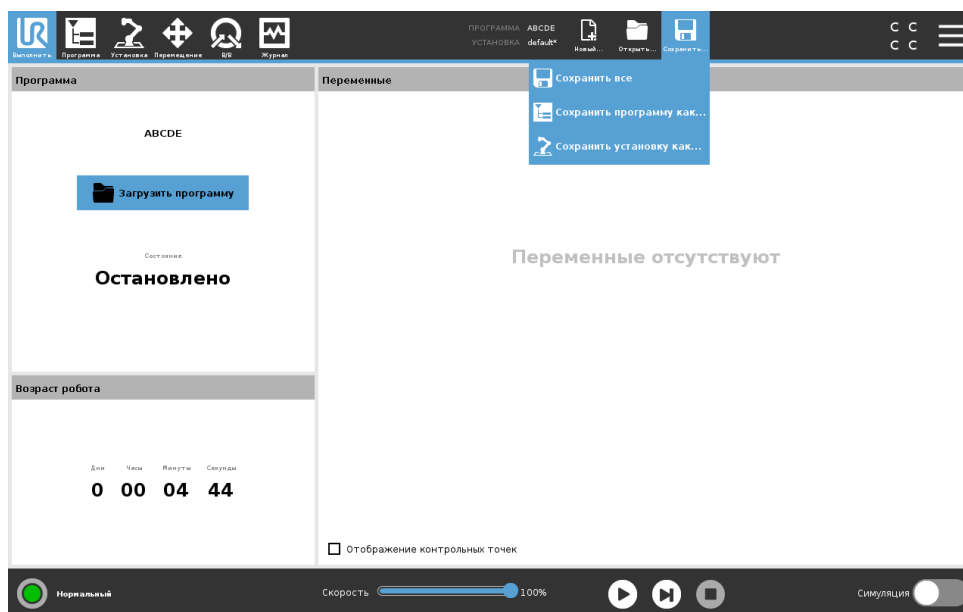 UR
Выполнить Программа Установка Перемещение В/В Журнал
ПРОГРАММА ABCDE
УСТАНОВКА default*
Новый... Открыть... Сохранить...
C C
C C
Программа
Переменные
Сохранить все
Сохранить программу как...
Сохранить установку как...
ABCDE
Загрузить программу
Состояние
Остановлено
Переменные отсутствуют
Возраст робота
Дни Часы Минуты Секунды
0 00 04 44
Отображение контрольных точек
Нормальный
Скорость 100%
Симуляция